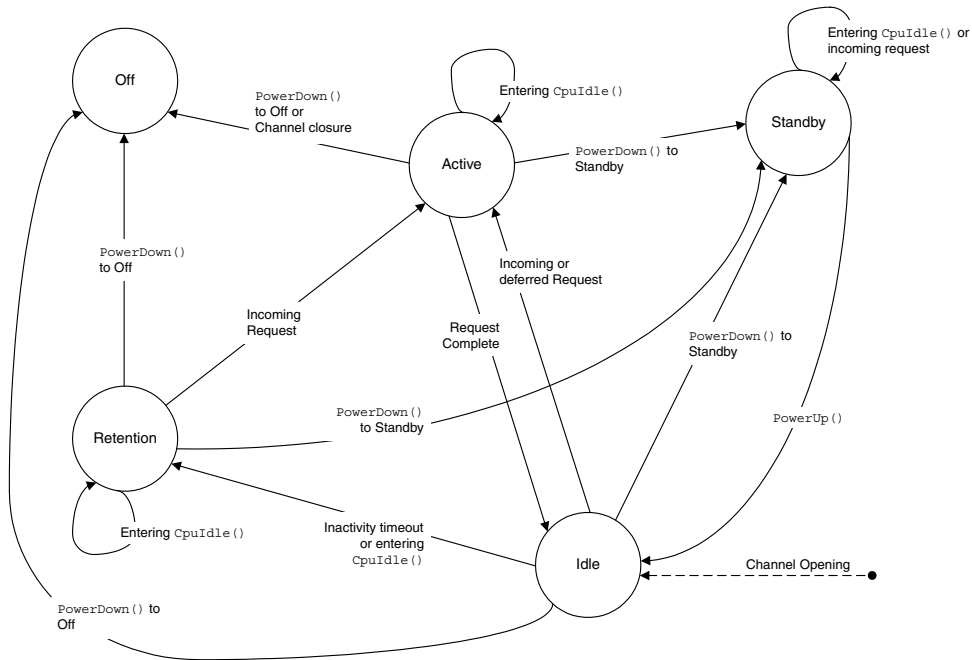 Off
PowerDown()
to Off or
Channel closure
Entering CpuIdle()
Entering CpuIdle() or
incoming request
Standby
Active
PowerDown() to
Standby
PowerDown()
to Off
Incoming or
deferred Request
Incoming
Request
Request
Complete
PowerDown() to
Standby
PowerDown()
to Standby
PowerUp()
Retention
Entering CpuIdle()
Inactivity timeout
or entering
CpuIdle()
Idle
Channel Opening
PowerDown() to
Off